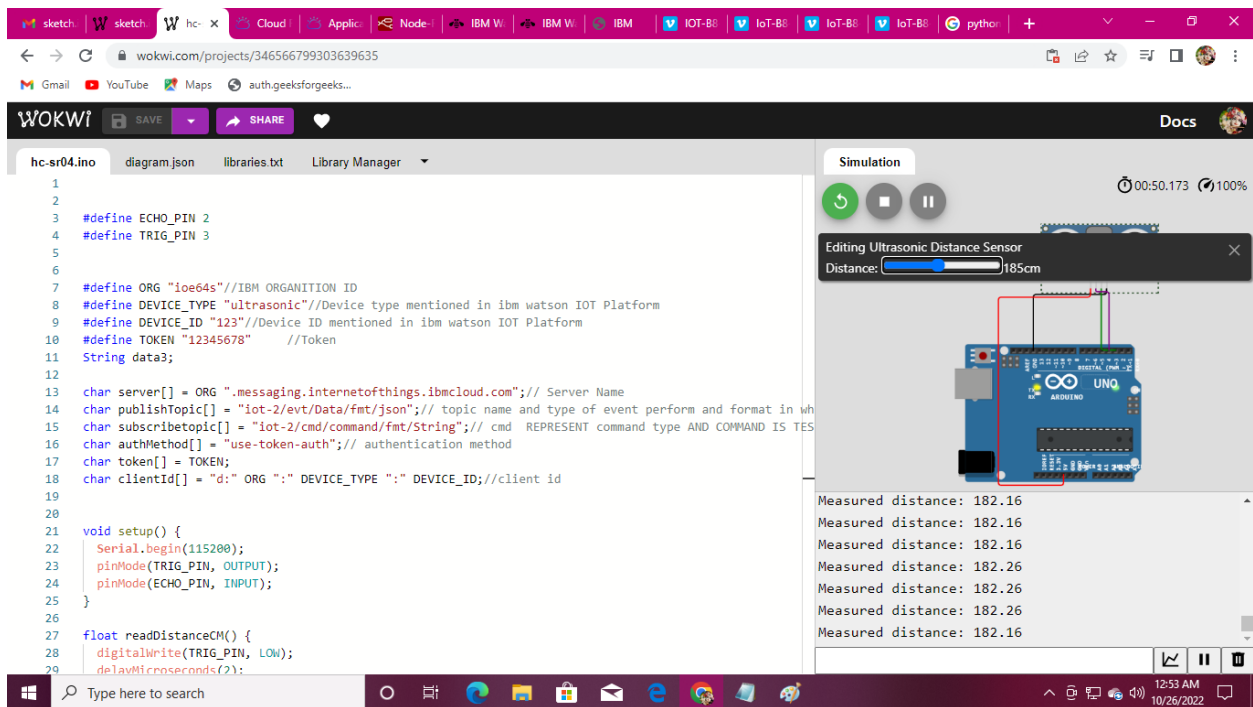 sketch.
sketch.
hc-
Cloud
Applica
Node-
IBM W
IBM W
IBM
IOT-B8
IoT-B8
IoT-B8
IoT-B8
python
wokwi.com/projects/346566799303639635
Gmail YouTube Maps auth.geeksforgeeks...
WOKWI SAVE SHARE Docs
hc-sr04.ino diagram.json libraries.txt Library Manager
1
2
3 #define ECHO_PIN 2
4 #define TRIG_PIN 3
5
6
7 #define ORG "ioe64s"//IBM ORGANITION ID
8 #define DEVICE_TYPE "ultrasonic"//Device type mentioned in ibm watson IOT Platform
9 #define DEVICE_ID "123"//Device ID mentioned in ibm watson IOT Platform
10 #define TOKEN "12345678" //Token
11 String data3;
12
13 char server[] = ORG ".messaging.internetofthings.ibmcloud.com";// Server Name
14 char publishTopic[] = "iot-2/evt/Data/fmt/json";// topic name and type of event perform and format in wh
15 char subscribetopic[] = "iot-2/cmd/command/fmt/String";// cmd REPRESENT command type AND COMMAND IS TES
16 char authMethod[] = "use-token-auth";// authentication method
17 char token[] = TOKEN;
18 char clientId[] = "d:" ORG ":" DEVICE_TYPE ":" DEVICE_ID;//client id
19
20
21 void setup() {
22 Serial.begin(115200);
23 pinMode(TRIG_PIN, OUTPUT);
24 pinMode(ECHO_PIN, INPUT);
25 }
26
27 float readDistanceCM() {
28 digitalWrite(TRIG_PIN, LOW);
29 delayMicroseconds(2);
Simulation
00:50.173 100%
Editing Ultrasonic Distance Sensor
Distance: 185cm
DIGITAL (PWM
UNO
ARDUINO
Measured distance: 182.16
Measured distance: 182.16
Measured distance: 182.16
Measured distance: 182.26
Measured distance: 182.26
Measured distance: 182.26
Measured distance: 182.16
Type here to search
12:53 AM
10/26/2022